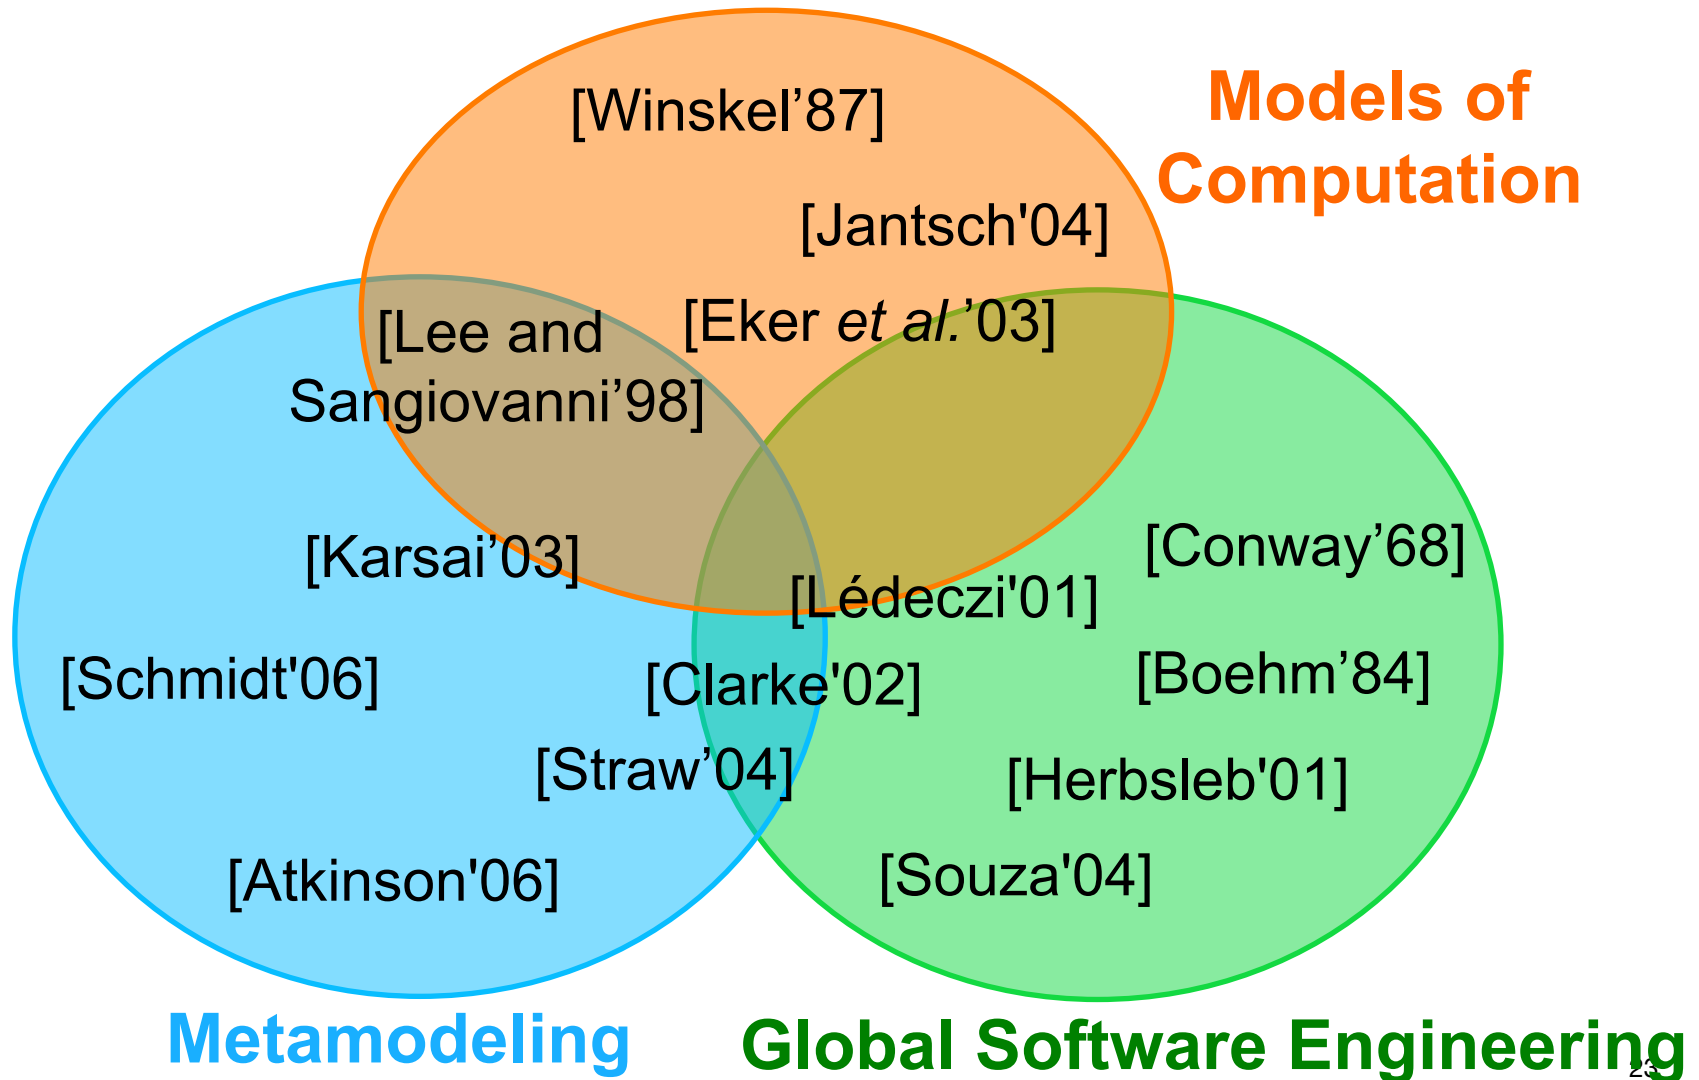 [Winskel’87]
Models of
Computation
[Jantsch'04]
[Eker et al.’03]
[Lee and
Sangiovanni’98]
[Karsai’03]
[Conway’68]
[Lédeczi'01]
[Schmidt'06]
[Clarke'02]
[Boehm’84]
[Straw’04]
[Herbsleb'01]
[Atkinson'06]
[Souza'04]
Metamodeling
Global Software Engineering
23